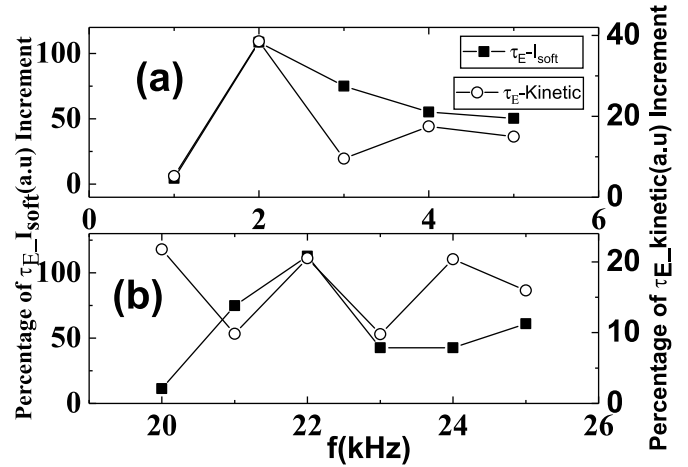 Percentage of τE_Isoft(a.u) Increment
Percentage of τE_kinetic(a.u) Increment
(a)
τE-Isoft
τE-Kinetic
100
50
0
40
20
0
0 2 4 6
(b)
100
50
0
20
10
0
20 22 24 26
f(kHz)